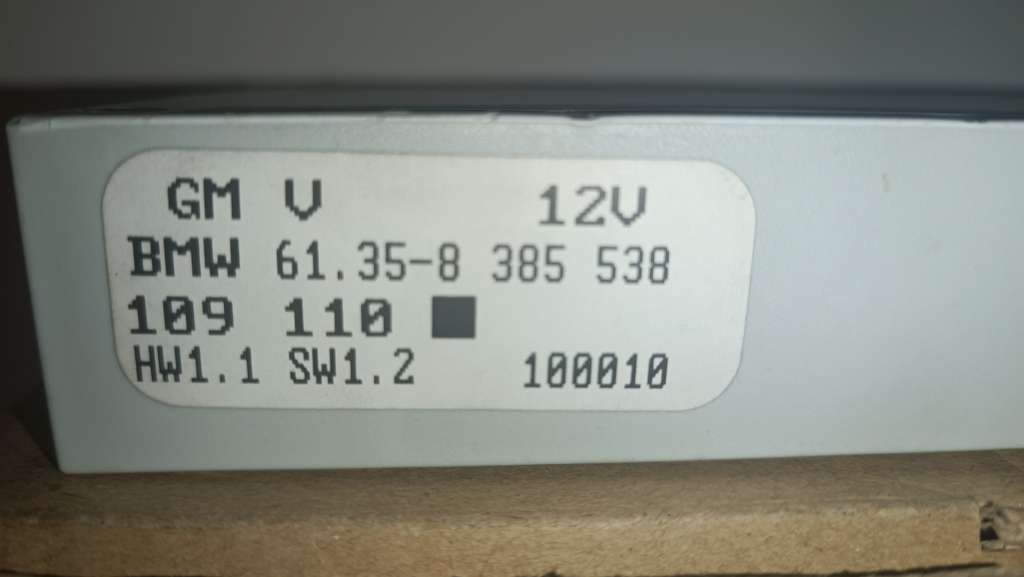 GM V 12V
BMW 61.35-8 385 538
109 110
HW1.1 SW1.2 100010